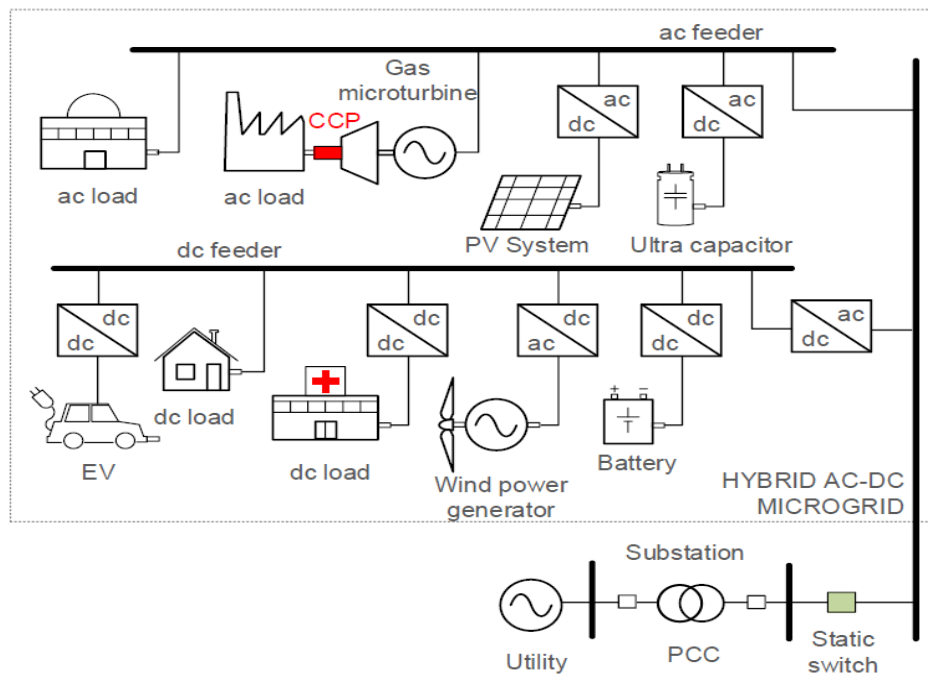 ac feeder
Gas
microturbine
CCP
ac
dc
ac
dc
ac load
ac load
PV System
Ultra capacitor
dc feeder
dc
dc
dc
dc
dc
ac
dc
dc
ac
dc
dc load
EV
dc load
Wind power
generator
Battery
+ −
HYBRID AC-DC
MICROGRID
Substation
Utility
PCC
Static
switch